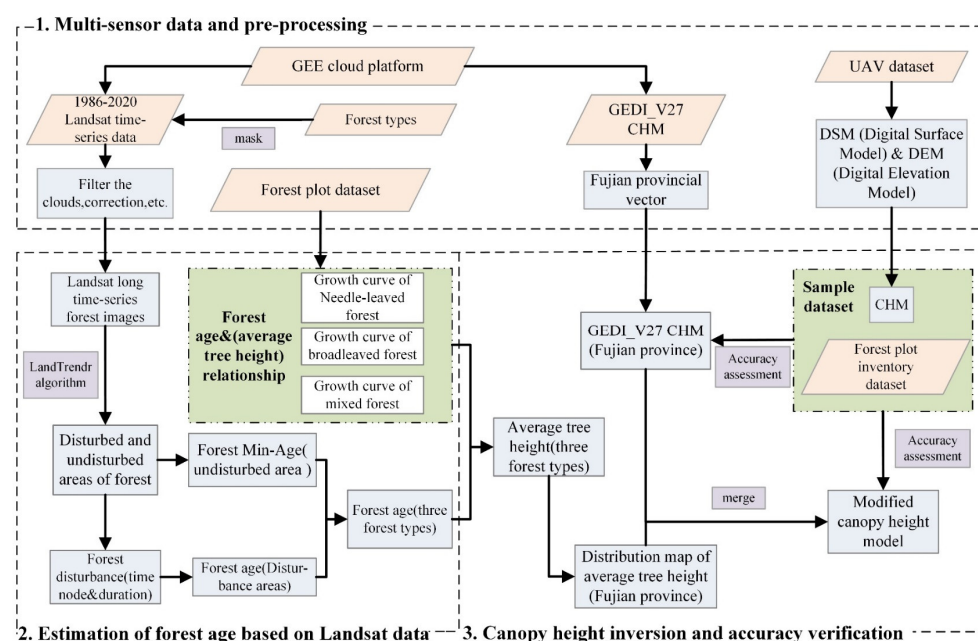 1. Multi-sensor data and pre-processing
GEE cloud platform
UAV dataset
1986-2020
Landsat time-
series data
mask
Forest types
GEDI_V27
CHM
DSM (Digital Surface
Model) & DEM
(Digital Elevation
Model)
Filter the
clouds,correction,etc.
Forest plot dataset
Fujian provincial
vector
Landsat long
time-series
forest images
Forest
age&(average
tree height)
relationship
Growth curve of
Needle-leaved
forest
Growth curve of
broadleaved forest
Growth curve of
mixed forest
GEDI_V27 CHM
(Fujian province)
Accuracy
assessment
Sample
dataset
CHM
Forest plot
inventory
dataset
LandTrendr
algorithm
Disturbed and
undisturbed
areas of forest
Forest Min-Age(
undisturbed area )
Forest age(three
forest types)
Average tree
height(three
forest types)
Accuracy
assessment
merge
Modified
canopy height
model
Forest
disturbance(time
node&duration)
Forest age(Distur-
bance areas)
Distribution map of
average tree height
(Fujian province)
2. Estimation of forest age based on Landsat data
3. Canopy height inversion and accuracy verification